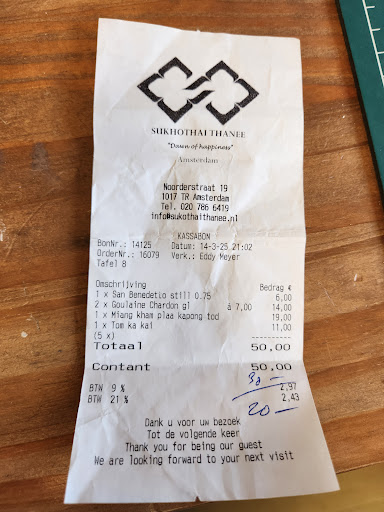 SUKHOTHAI THANEE
"Dawn of happiness"
Amsterdam
Noorderstraat 19
1017 TR Amsterdam
Tel. 020 786 6419
info@sukothaithanee.nl
KASSABON
BonNr.: 14125 Datum: 14-3-25 21:02
OrderNr.: 16079 Verk.: Eddy Meyer
Tafel 8
Omschrijving Bedrag €
1 x San Benedetto still 0.75 6,00
2 x Goulaine Chardon gl à 7,00 14,00
1 x Miang kham plaa kapong tod 19,00
1 x Tom ka kai 11,00
(5 x) ----------
Totaal 50,00
Contant 50,00
30 —
BTW 9 % 2,97
BTW 21 % 2,43
20 —
Dank u voor uw bezoek
Tot de volgende keer
Thank you for being our guest
We are looking forward to your next visit